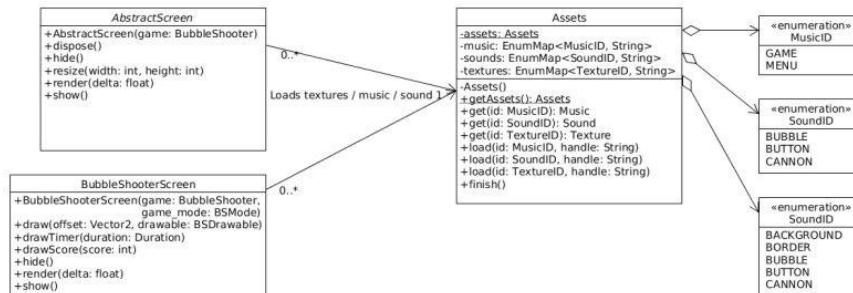 AbstractScreen
+AbstractScreen(game: BubbleShooter)
+dispose()
+hide()
+resize(width: int, height: int)
+render(delta: float)
+show()
0..*
Loads textures / music / sound 1
0..*
BubbleShooterScreen
+BubbleShooterScreen(game: BubbleShooter,
game_mode: BSMode)
+draw(offset: Vector2, drawable: BSDrawable)
+drawTimer(duration: Duration)
+drawScore(score: int)
+hide()
+render(delta: float)
+show()
Assets
-assets: Assets
-music: EnumMap<MusicID, String>
-sounds: EnumMap<SoundID, String>
-textures: EnumMap<TextureID, String>
-Assets()
+getAssets(): Assets
+get(id: MusicID): Music
+get(id: SoundID): Sound
+get(id: TextureID): Texture
+load(id: MusicID, handle: String)
+load(id: SoundID, handle: String)
+load(id: TextureID, handle: String)
+finish()
«enumeration»
MusicID
GAME
MENU
«enumeration»
SoundID
BUBBLE
BUTTON
CANNON
«enumeration»
SoundID
BACKGROUND
BORDER
BUBBLE
BUTTON
CANNON